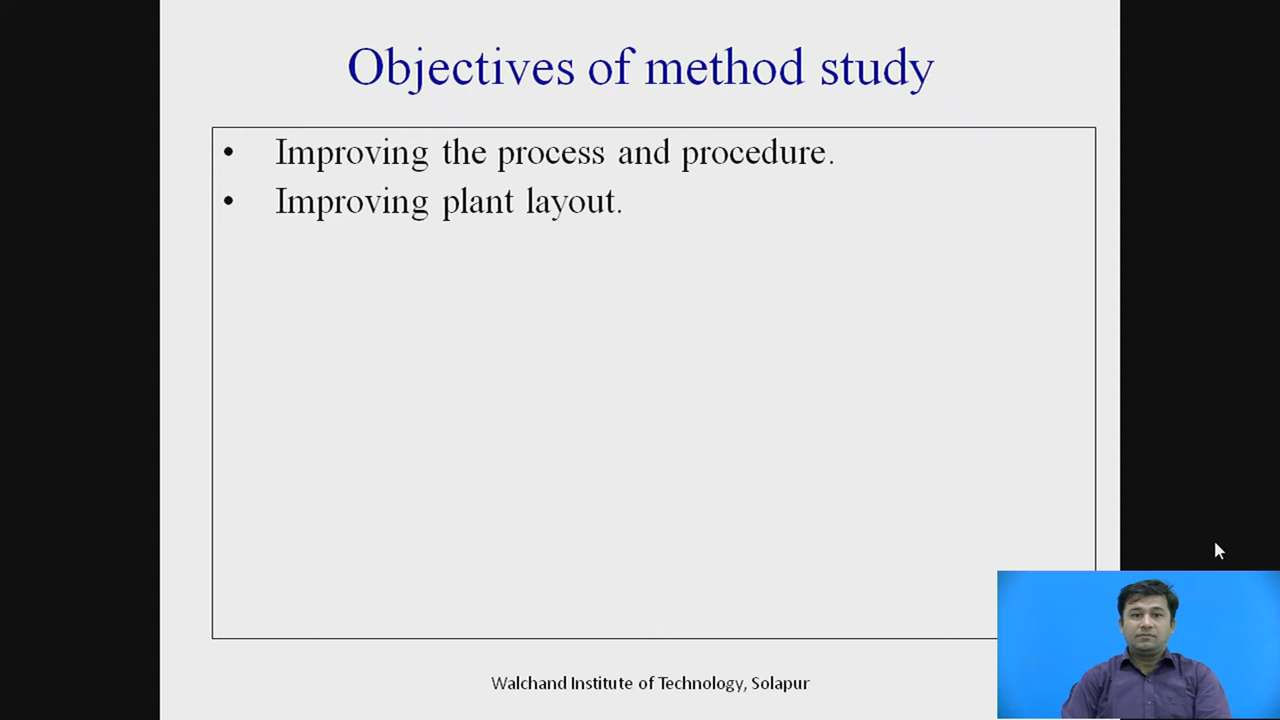 Objectives of method study
• Improving the process and procedure.
• Improving plant layout.
Walchand Institute of Technology, Solapur